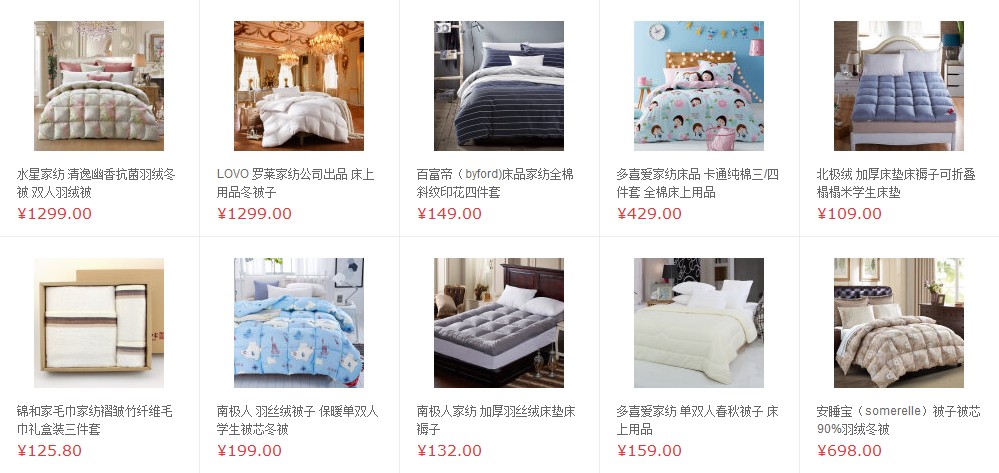 水星家纺 清逸幽香抗菌羽绒冬
被 双人羽绒被
¥1299.00
LOVO 罗莱家纺公司出品 床上
用品冬被子
¥1299.00
百富帝（byford)床品家纺全棉
斜纹印花四件套
¥149.00
多喜爱家纺床品 卡通纯棉三/四
件套 全棉床上用品
¥429.00
北极绒 加厚床垫床褥子可折叠
榻榻米学生床垫
¥109.00
锦和家毛巾家纺褶皱竹纤维毛
巾礼盒装三件套
¥125.80
南极人 羽丝绒被子 保暖单双人
学生被芯冬被
¥199.00
南极人家纺 加厚羽丝绒床垫床
褥子
¥132.00
多喜爱家纺 单双人春秋被子 床
上用品
¥159.00
安睡宝（somerelle）被子被芯
90%羽绒冬被
¥698.00